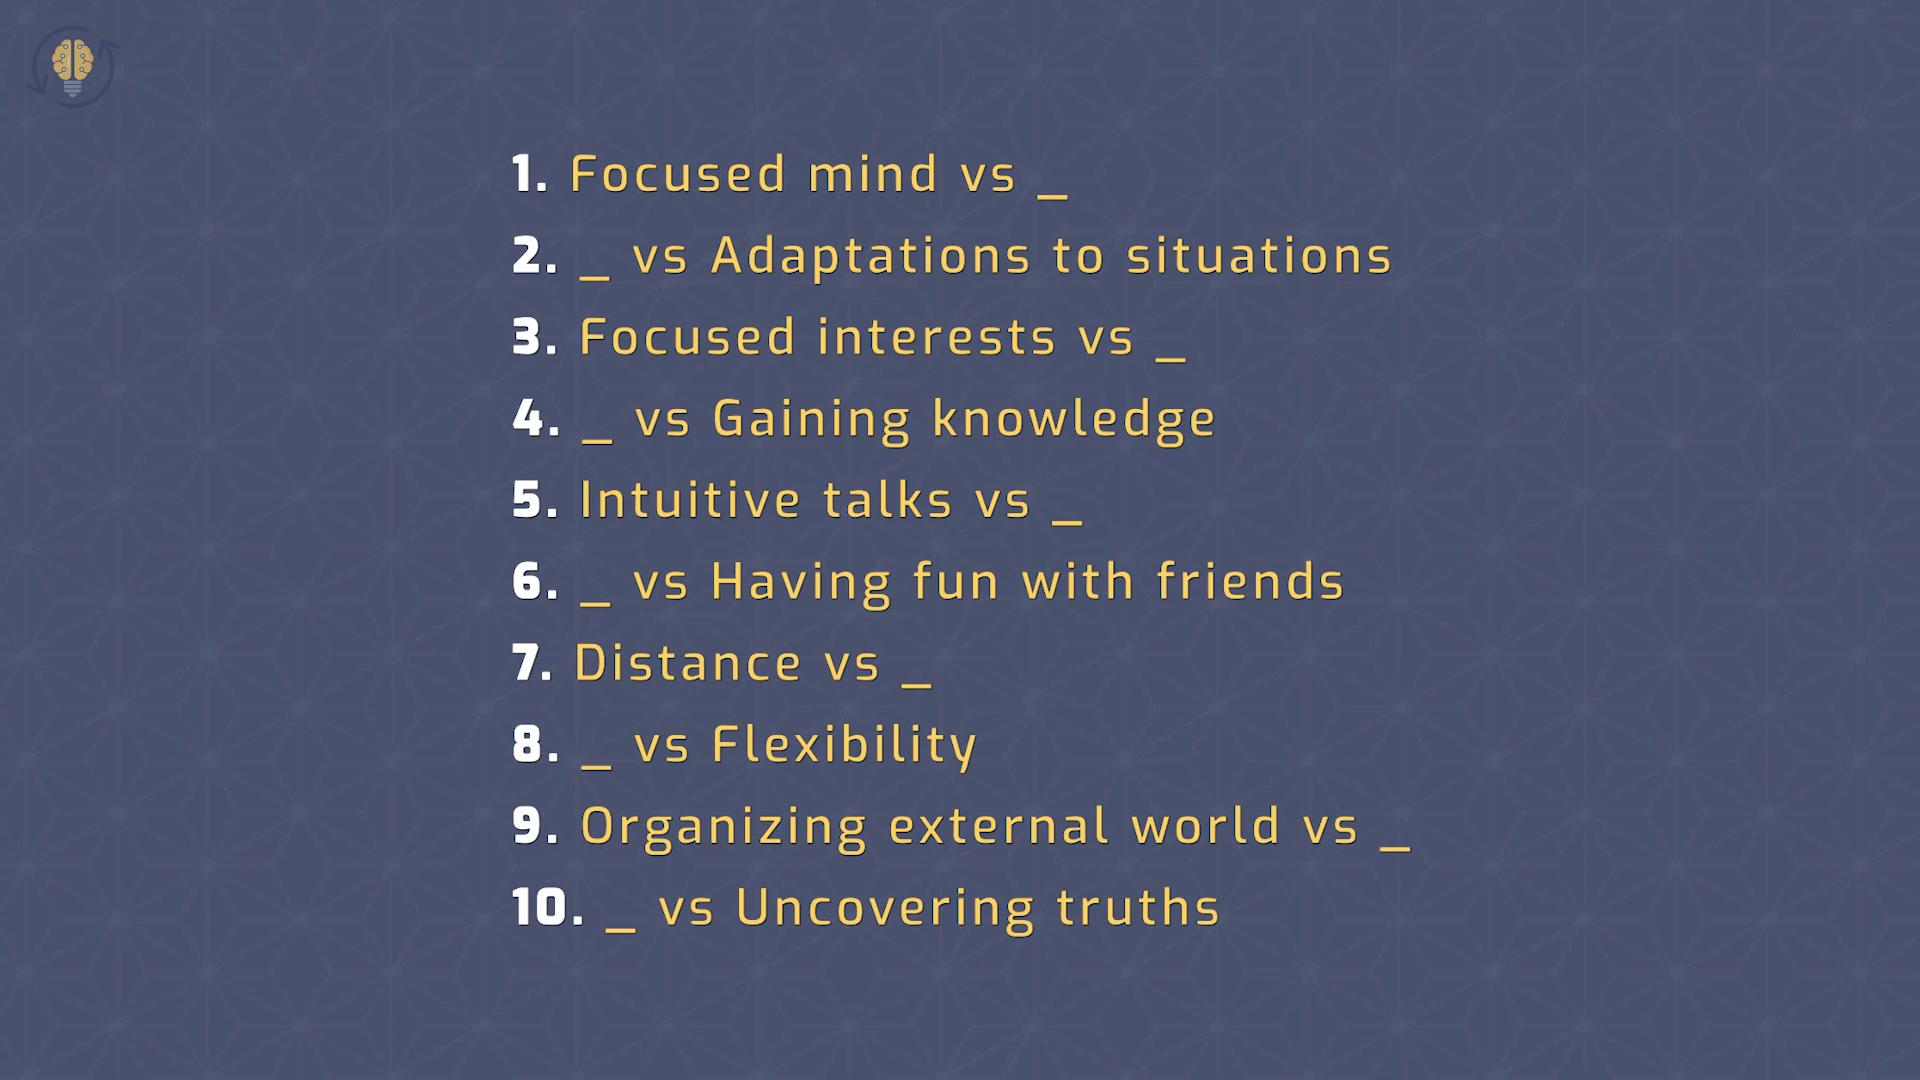 1. Focused mind vs _
2. _ vs Adaptations to situations
3. Focused interests vs _
4. _ vs Gaining knowledge
5. Intuitive talks vs _
6. _ vs Having fun with friends
7. Distance vs _
8. _ vs Flexibility
9. Organizing external world vs _
10. _ vs Uncovering truths